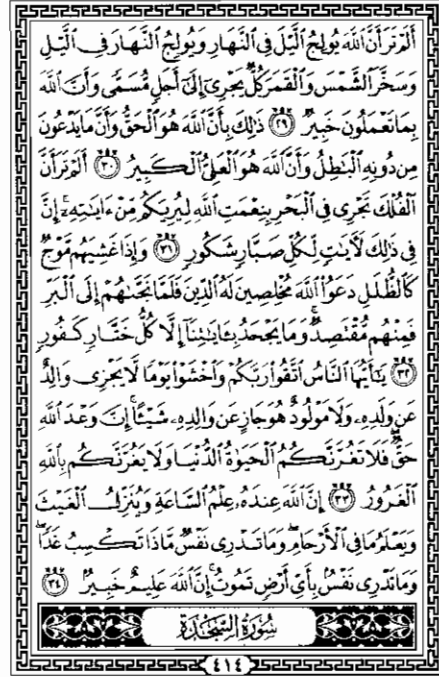 أَلَمْ تَرَ أَنَّ ٱللَّهَ يُولِجُ ٱلَّيْلَ فِي ٱلنَّهَارِ وَيُولِجُ ٱلنَّهَارَ فِي ٱلَّيْلِ
وَسَخَّرَ ٱلشَّمْسَ وَٱلْقَمَرَ كُلٌّ يَجْرِيٓ إِلَىٰٓ أَجَلٍ مُّسَمًّى وَأَنَّ ٱللَّهَ
بِمَا تَعْمَلُونَ خَبِيرٌ ٢٩ ذَٰلِكَ بِأَنَّ ٱللَّهَ هُوَ ٱلْحَقُّ وَأَنَّ مَا يَدْعُونَ
مِن دُونِهِ ٱلْبَٰطِلُ وَأَنَّ ٱللَّهَ هُوَ ٱلْعَلِيُّ ٱلْكَبِيرُ ٣٠ أَلَمْ تَرَ أَنَّ
ٱلْفُلْكَ تَجْرِي فِي ٱلْبَحْرِ بِنِعْمَتِ ٱللَّهِ لِيُرِيَكُم مِّنْ ءَايَٰتِهِۦٓ إِنَّ
فِي ذَٰلِكَ لَءَايَٰتٍ لِّكُلِّ صَبَّارٍ شَكُورٍ ٣١ وَإِذَا غَشِيَهُم مَّوْجٌ
كَٱلظُّلَلِ دَعَوُاْ ٱللَّهَ مُخْلِصِينَ لَهُ ٱلدِّينَ فَلَمَّا نَجَّىٰهُمْ إِلَى ٱلْبَرِّ
فَمِنْهُم مُّقْتَصِدٌ وَمَا يَجْحَدُ بِـَٔايَٰتِنَآ إِلَّا كُلُّ خَتَّارٍ كَفُورٍ
٣٢ يَٰٓأَيُّهَا ٱلنَّاسُ ٱتَّقُواْ رَبَّكُمْ وَٱخْشَوْاْ يَوْمًا لَّا يَجْزِي وَالِدٌ
عَن وَلَدِهِۦ وَلَا مَوْلُودٌ هُوَ جَازٍ عَن وَالِدِهِۦ شَيْـًٔا إِنَّ وَعْدَ ٱللَّهِ
حَقٌّ فَلَا تَغُرَّنَّكُمُ ٱلْحَيَوٰةُ ٱلدُّنْيَا وَلَا يَغُرَّنَّكُم بِٱللَّهِ
ٱلْغَرُورُ ٣٣ إِنَّ ٱللَّهَ عِندَهُۥ عِلْمُ ٱلسَّاعَةِ وَيُنَزِّلُ ٱلْغَيْثَ
وَيَعْلَمُ مَا فِي ٱلْأَرْحَامِ وَمَا تَدْرِي نَفْسٌ مَّاذَا تَكْسِبُ غَدًا
وَمَا تَدْرِي نَفْسُۢ بِأَيِّ أَرْضٍ تَمُوتُ إِنَّ ٱللَّهَ عَلِيمٌ خَبِيرٌۢ ٣٤
سُورَةُ السَّجْدَةِ
٤١٤